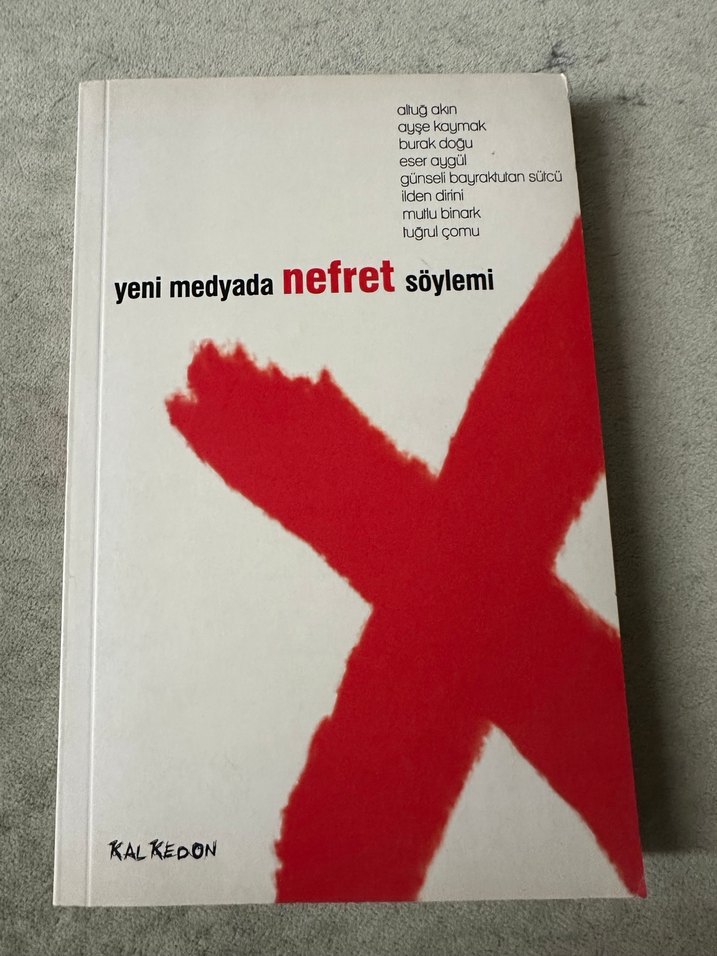 altuğ akın
ayşe kaymak
burak doğu
eser aygül
günseli bayraktutan sütcü
ilden dirini
mutlu binark
tuğrul çomu
yeni medyada nefret söylemi
KALKEDON